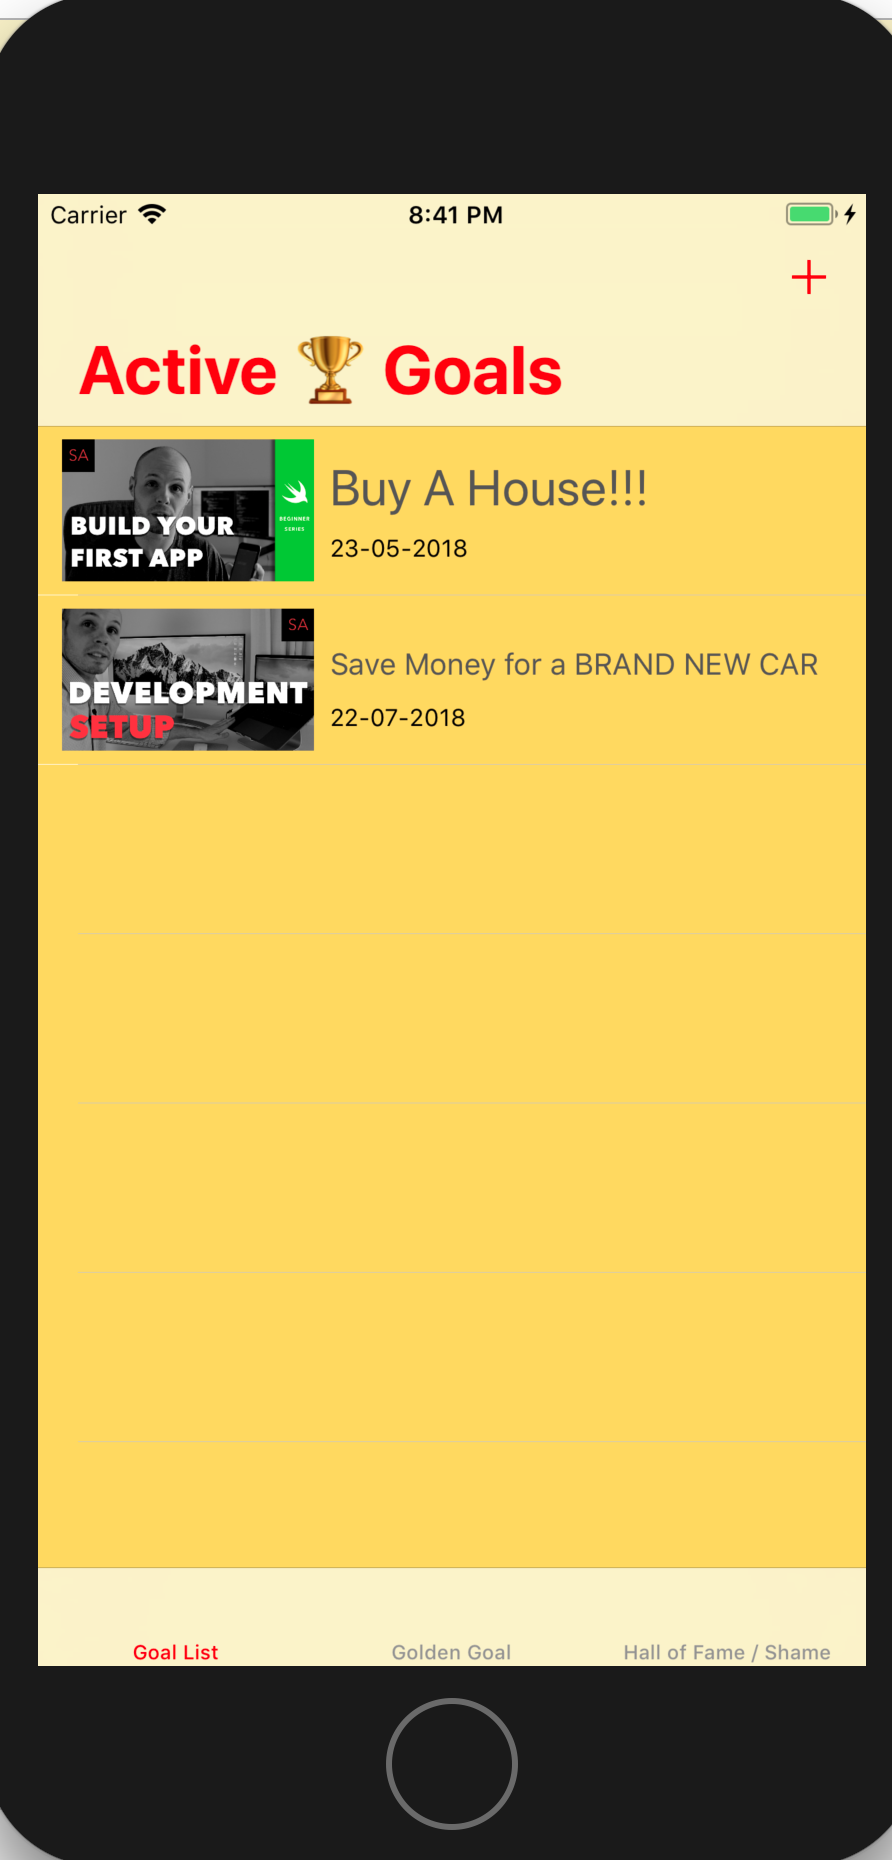 Carrier 8:41 PM
Active 🏆 Goals
SA
BUILD YOUR
FIRST APP
BEGINNER
SERIES
Buy A House!!!
23-05-2018
SA
DEVELOPMENT
SETUP
Save Money for a BRAND NEW CAR
22-07-2018
Goal List Golden Goal Hall of Fame / Shame